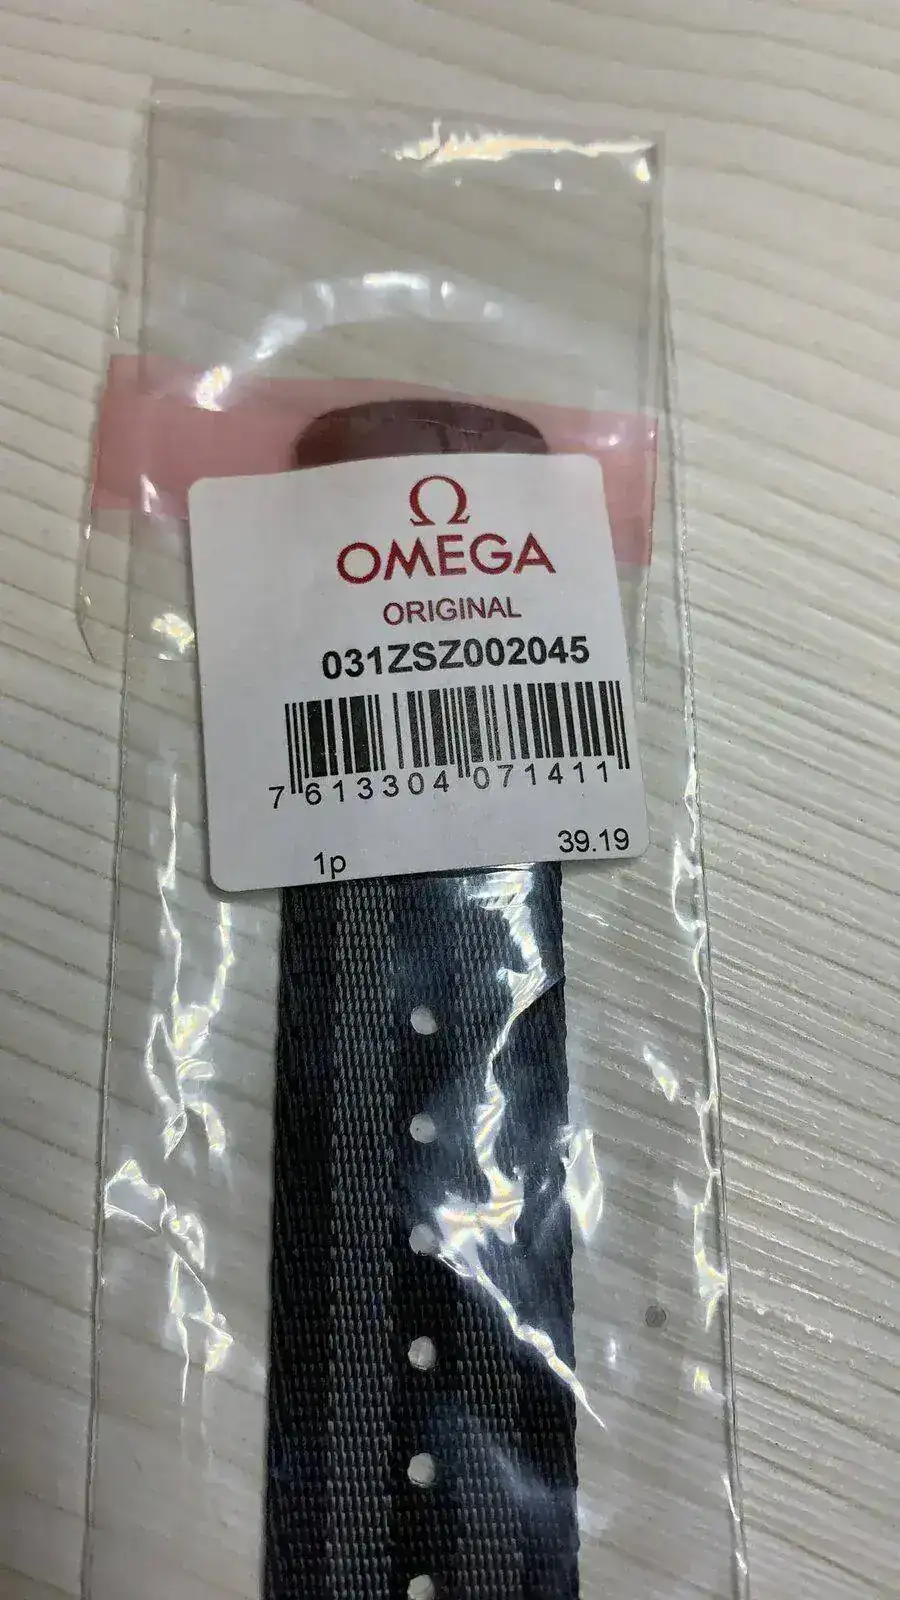 Ω
OMEGA
ORIGINAL
031ZSZ002045
7 613304 071411
1p 39.19